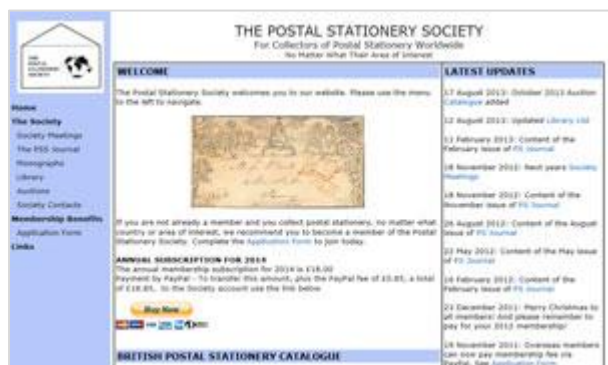 THE POSTAL STATIONERY SOCIETY
For Collectors of Postal Stationery Worldwide
No Matter What Their Area of Interest
Home
The Society
Society Meetings
The PSS Journal
Monographs
Library
Auctions
Society Contacts
Membership Benefits
Application Form
Links
WELCOME
The Postal Stationery Society welcomes you to our website. Please use the menu
to the left to navigate.
If you are not already a member and you collect postal stationery, no matter what
country or area of interest, we recommend you to become a member of the Postal
Stationery Society. Complete the Application Form to join today.
ANNUAL SUBSCRIPTION FOR 2014
The annual membership subscription for 2014 is £18.00
Payment by PayPal - To transfer this amount, plus the PayPal fee of £0.85, a total
of £18.85, to the Society account use the link below
Buy Now
BRITISH POSTAL STATIONERY CATALOGUE
LATEST UPDATES
17 August 2013: October 2013 Auction
Catalogue added
12 August 2013: Updated Library List
11 February 2013: Content of the
February issue of PS Journal
18 November 2012: Next years Society
Meetings
18 November 2012: Content of the
November issue of PS Journal
26 August 2012: Content of the August
issue of PS Journal
22 May 2012: Content of the May issue
of PS Journal
16 February 2012: Content of the
February issue of PS Journal
21 December 2011: Merry Christmas to
all members! And please remember to
pay for your 2012 membership!
19 November 2011: Overseas members
can now pay membership fee via
PayPal. See Application Form